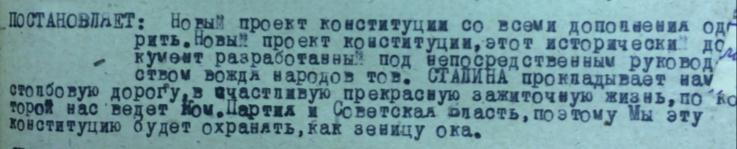 ПОСТАНОВЛЯЕТ: Новый проект конституции со всеми дополнения од
рить.Новый проект конституции,этот исторический до
кумент разработанный под непосредственным руковод
ством вождя народов тов. СТАЛИНА прокладывает нам
столбовую дорогу,в счастливую прекрасную зажиточную жизнь,по ко
торой нас ведет Ком.Партия и Советская Власть,поэтому Мы эту
конституцию будет охранять,как зеницу ока.